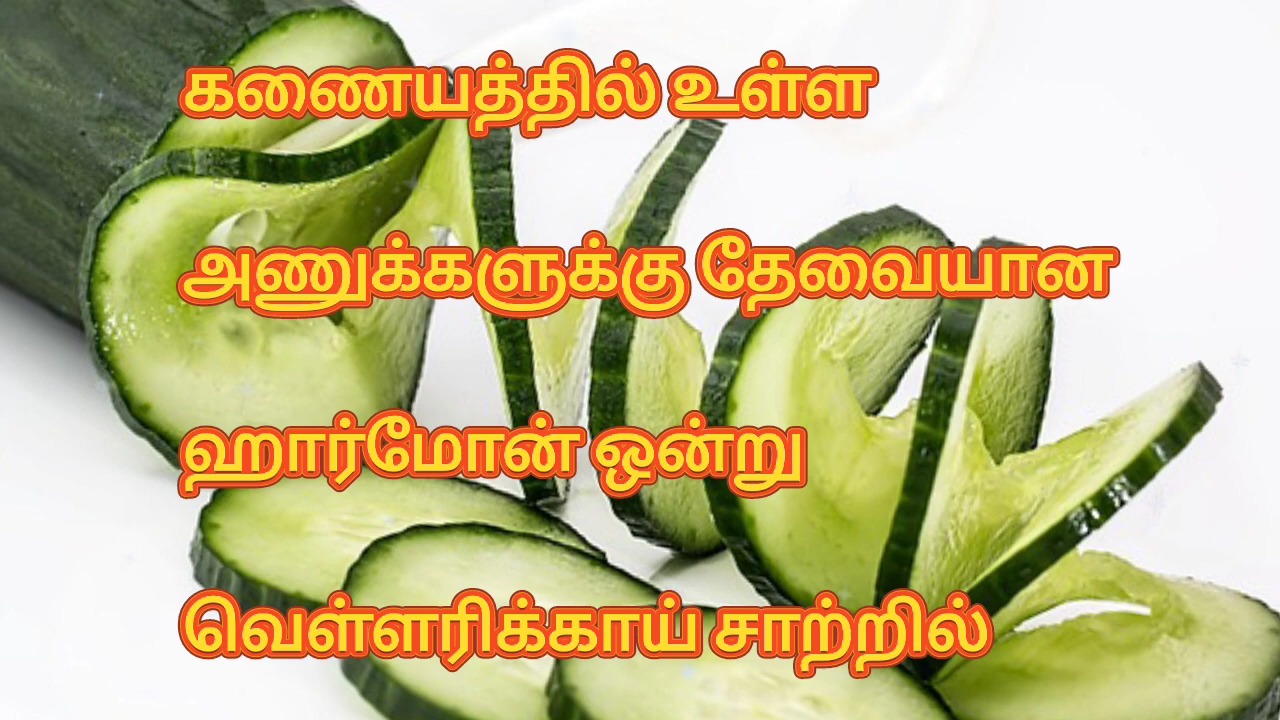 கணையத்தில் உள்ள
அணுக்களுக்கு தேவையான
ஹார்மோன் ஒன்று
வெள்ளரிக்காய் சாற்றில்